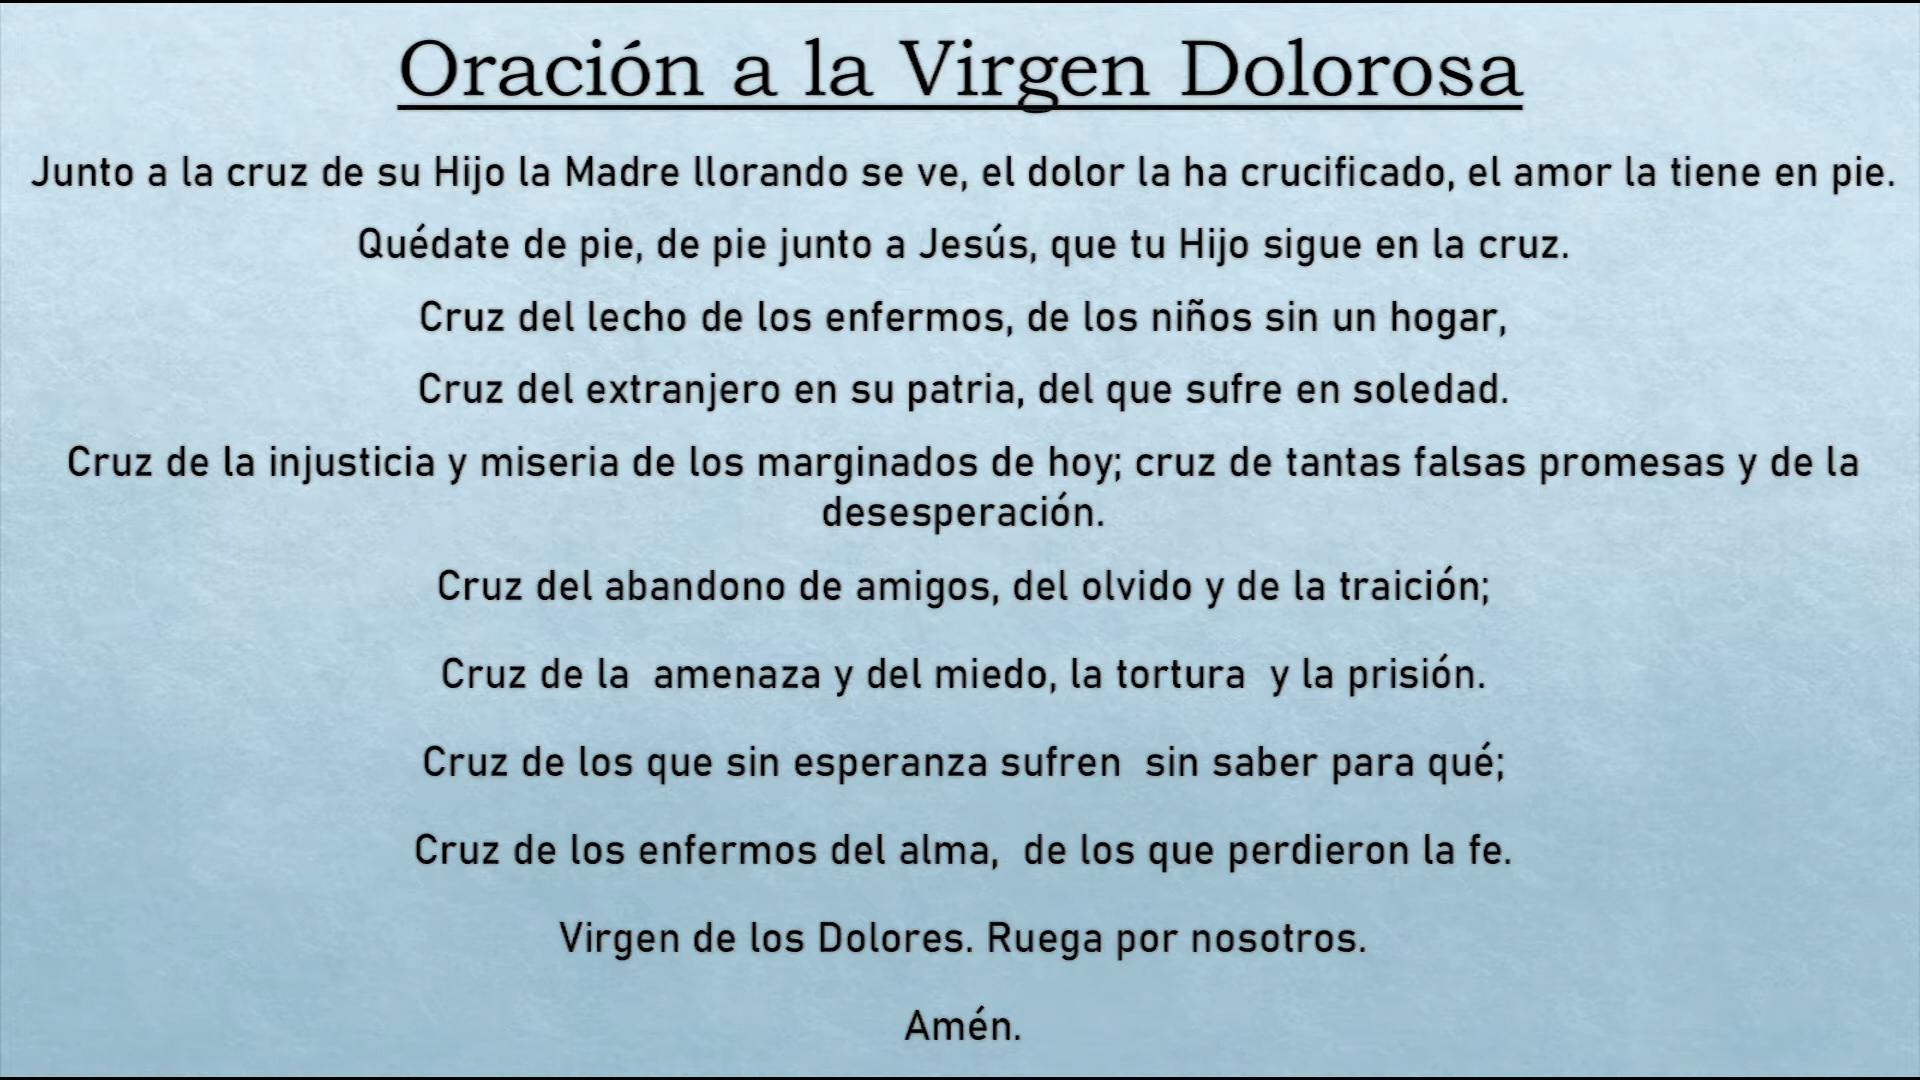 Oración a la Virgen Dolorosa
Junto a la cruz de su Hijo la Madre llorando se ve, el dolor la ha crucificado, el amor la tiene en pie.
Quédate de pie, de pie junto a Jesús, que tu Hijo sigue en la cruz.
Cruz del lecho de los enfermos, de los niños sin un hogar,
Cruz del extranjero en su patria, del que sufre en soledad.
Cruz de la injusticia y miseria de los marginados de hoy; cruz de tantas falsas promesas y de la
desesperación.
Cruz del abandono de amigos, del olvido y de la traición;
Cruz de la  amenaza y del miedo, la tortura  y la prisión.
Cruz de los que sin esperanza sufren  sin saber para qué;
Cruz de los enfermos del alma,  de los que perdieron la fe.
Virgen de los Dolores. Ruega por nosotros.
Amén.